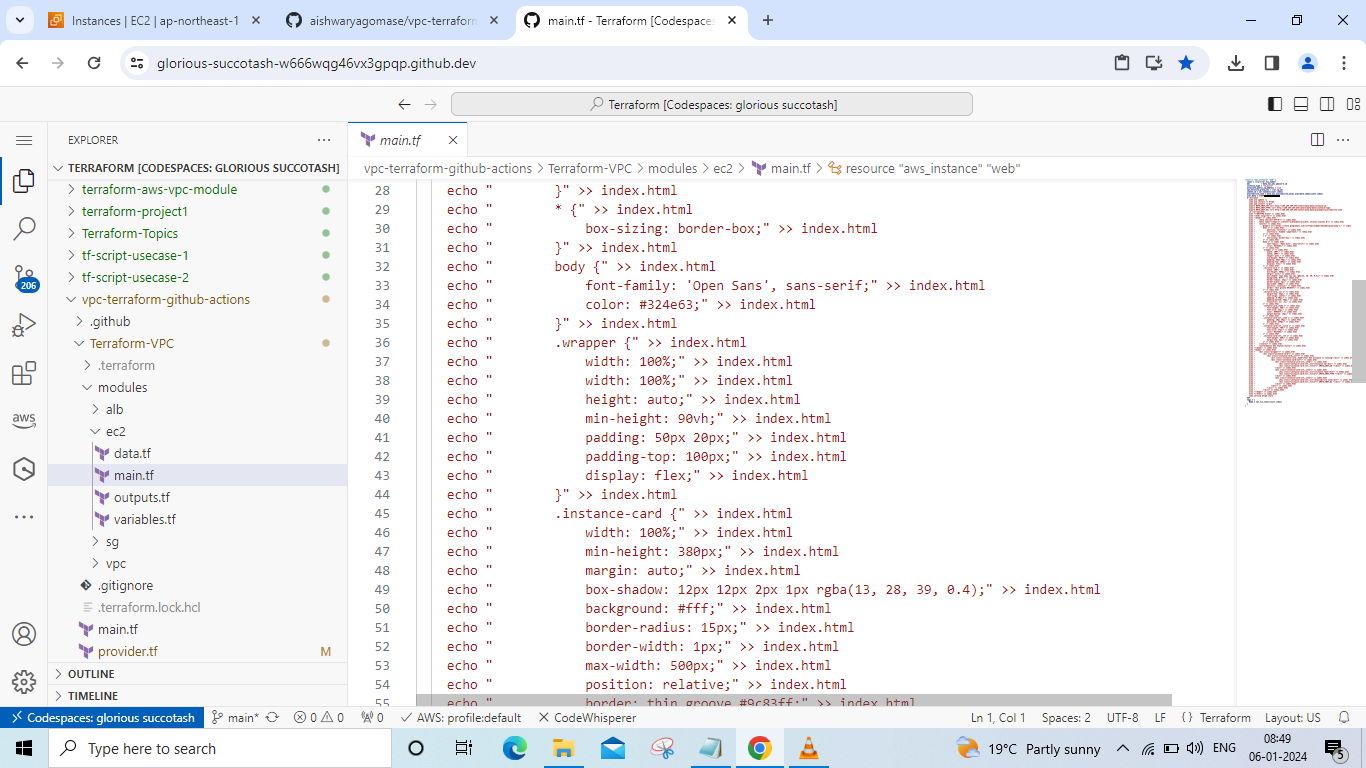 Instances | EC2 | ap-northeast-1
aishwaryagomase/vpc-terraform
main.tf - Terraform [Codespaces
glorious-succotash-w666wqg46vx3gpqp.github.dev
Terraform [Codespaces: glorious succotash]
EXPLORER
TERRAFORM [CODESPACES: GLORIOUS SUCCOTASH]
terraform-aws-vpc-module
terraform-project1
Terraform-Topics
tf-script-usecase-1
tf-script-usecase-2
vpc-terraform-github-actions
.github
Terraform-VPC
.terraform
modules
alb
ec2
data.tf
main.tf
outputs.tf
variables.tf
sg
vpc
.gitignore
.terraform.lock.hcl
main.tf
provider.tf M
OUTLINE
TIMELINE
206
aws
main.tf
vpc-terraform-github-actions > Terraform-VPC > modules > ec2 > main.tf > resource "aws_instance" "web"
28 echo "        }" >> index.html
29 echo "        * {" >> index.html
30 echo "            box-sizing: border-box;" >> index.html
31 echo "        }" >> index.html
32 echo "        body {" >> index.html
33 echo "            font-family: 'Open Sans', sans-serif;" >> index.html
34 echo "            color: #324e63;" >> index.html
35 echo "        }" >> index.html
36 echo "        .wrapper {" >> index.html
37 echo "            width: 100%;" >> index.html
38 echo "            width: 100%;" >> index.html
39 echo "            height: auto;" >> index.html
40 echo "            min-height: 90vh;" >> index.html
41 echo "            padding: 50px 20px;" >> index.html
42 echo "            padding-top: 100px;" >> index.html
43 echo "            display: flex;" >> index.html
44 echo "        }" >> index.html
45 echo "        .instance-card {" >> index.html
46 echo "            width: 100%;" >> index.html
47 echo "            min-height: 380px;" >> index.html
48 echo "            margin: auto;" >> index.html
49 echo "            box-shadow: 12px 12px 2px 1px rgba(13, 28, 39, 0.4);" >> index.html
50 echo "            background: #fff;" >> index.html
51 echo "            border-radius: 15px;" >> index.html
52 echo "            border-width: 1px;" >> index.html
53 echo "            max-width: 500px;" >> index.html
54 echo "            position: relative;" >> index.html
55 echo "            border: thin groove #9c83ff;" >> index.html
Codespaces: glorious succotash main* 0 0 0 AWS: profile:default CodeWhisperer Ln 1, Col 1 Spaces: 2 UTF-8 LF {} Terraform Layout: US
Type here to search
19°C Partly sunny
ENG
08:49
06-01-2024
5